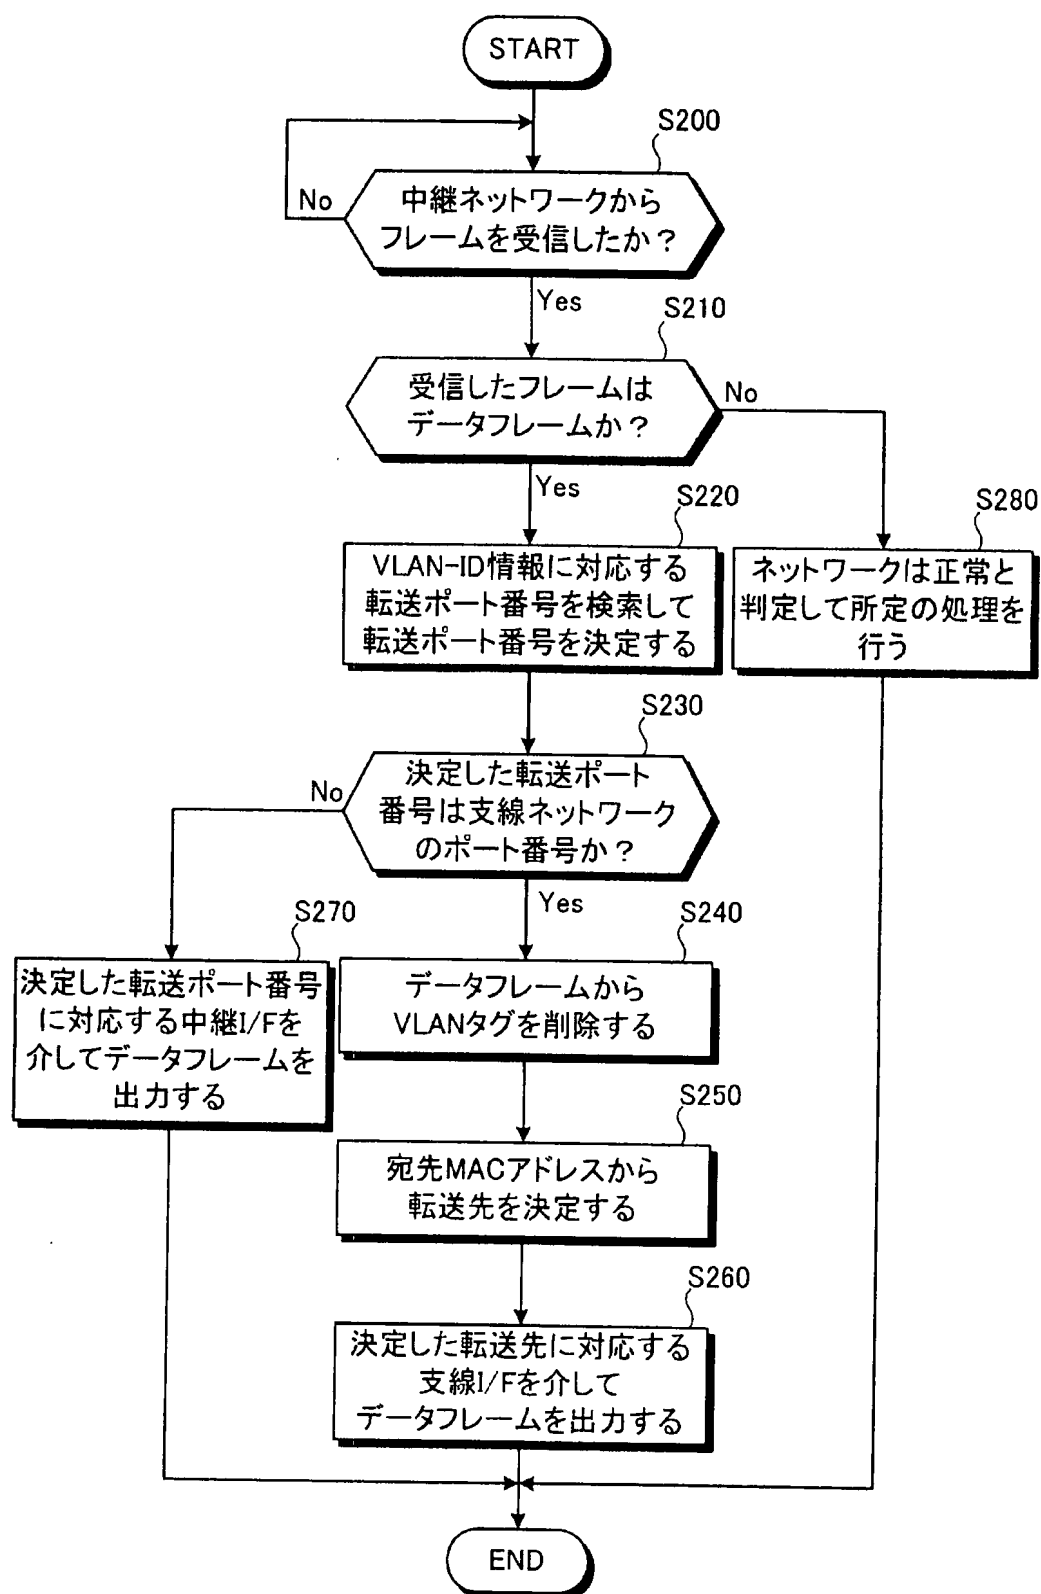 START
S200
中継ネットワークから
フレームを受信したか？
No
Yes
S210
受信したフレームは
データフレームか？
No
Yes
S220
VLAN-ID情報に対応する
転送ポート番号を検索して
転送ポート番号を決定する
S280
ネットワークは正常と
判定して所定の処理を
行う
S230
決定した転送ポート
番号は支線ネットワーク
のポート番号か？
No
Yes
S270
決定した転送ポート番号
に対応する中継I/Fを
介してデータフレームを
出力する
S240
データフレームから
VLANタグを削除する
S250
宛先MACアドレスから
転送先を決定する
S260
決定した転送先に対応する
支線I/Fを介して
データフレームを出力する
END